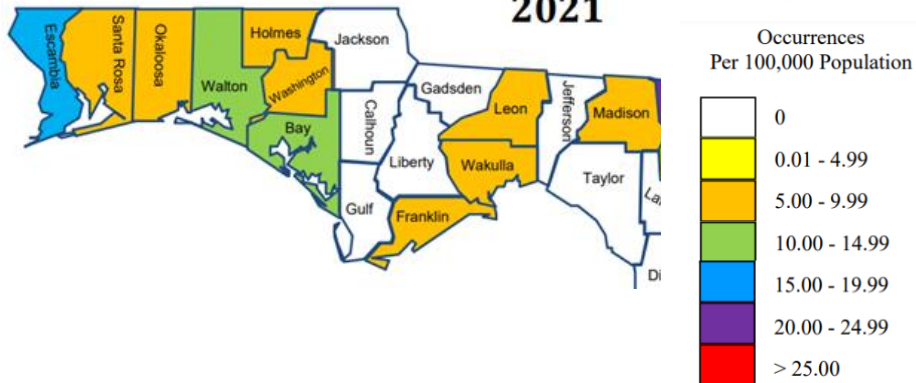 2021
Escambia
Santa Rosa
Okaloosa
Walton
Holmes
Washington
Bay
Jackson
Calhoun
Gulf
Gadsden
Liberty
Franklin
Leon
Wakulla
Jefferson
Madison
Taylor
La
Di
Occurrences
Per 100,000 Population
0
0.01 - 4.99
5.00 - 9.99
10.00 - 14.99
15.00 - 19.99
20.00 - 24.99
> 25.00